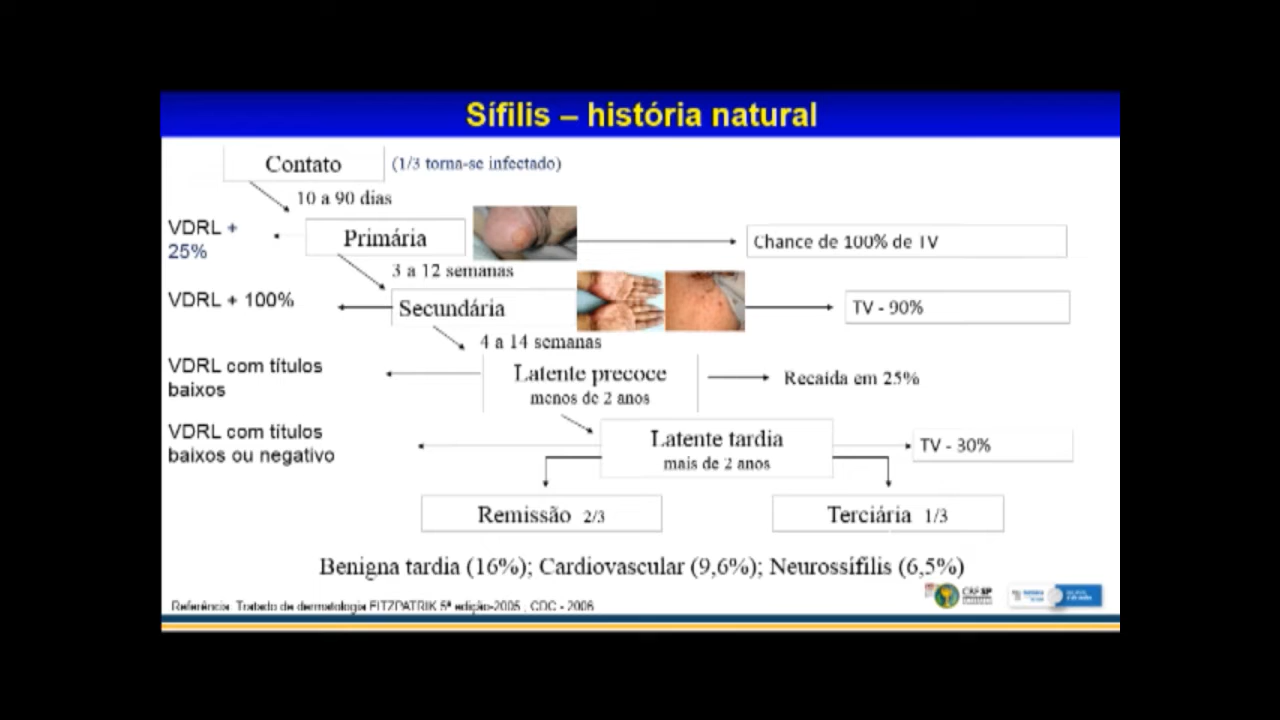 Sífilis – história natural
Contato
(1/3 torna-se infectado)
10 a 90 dias
VDRL +
25%
Primária
Chance de 100% de TV
3 a 12 semanas
VDRL + 100%
Secundária
TV - 90%
4 a 14 semanas
VDRL com títulos
baixos
Latente precoce
menos de 2 anos
Recaída em 25%
VDRL com títulos
baixos ou negativo
Latente tardia
mais de 2 anos
TV - 30%
Remissão 2/3
Terciária 1/3
Benigna tardia (16%); Cardiovascular (9,6%); Neurossífilis (6,5%)
Referência: Tratado de dermatologia FITZPATRIK 5ª edição-2005 , CDC - 2006